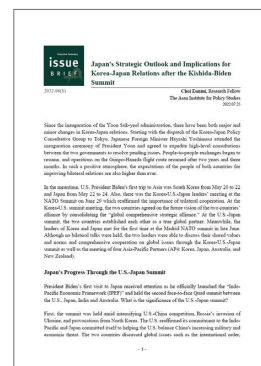 issue
BRIEF
Japan's Strategic Outlook and Implications for
Korea-Japan Relations after the Kishida-Biden
Summit
Choi Eunmi, Research Fellow
The Asan Institute for Policy Studies
Since the inauguration of the Yoon Suk-yeol administration, there have been both major and
minor changes in Korea-Japan relations. Starting with the dispatch of the Korea-Japan Policy
Consultative Group to Tokyo, Japanese Foreign Minister Hayashi Yoshimasa attended the
inauguration ceremony of President Yoon and agreed to expedite high-level consultations
between the two governments to resolve pending issues. People-to-people exchanges began to
resume, and operations on the Gimpo-Haneda flight route resumed after two years and three
months. In such a positive atmosphere, the expectations of the people of both countries for
improving bilateral relations are also higher than ever.
In the meantime, U.S. President Biden's first trip to Asia was South Korea from May 20 to 22
and Japan from May 22 to 24. Also, there was the Korea-U.S.-Japan leaders' meeting at the
NATO Summit on June 29 which reaffirmed the importance of trilateral cooperation. At the
Korea-U.S. summit meeting, the two countries agreed on the future vision of the two countries'
alliance by consolidating the "global comprehensive strategic alliance." At the U.S.-Japan
summit, the two countries established each other as a true global partner. Meanwhile, the
leaders of Korea and Japan met for the first time at the Madrid NATO summit in late June.
Although no bilateral talks were held, the two leaders were able to discuss their shared values
and norms and comprehensive cooperation on global issues through the Korea-U.S.-Japan
summit as well as the meeting of four Asia-Pacific Partners (AP4: Korea, Japan, Australia, and
New Zealand).
Japan's Progress Through the U.S.-Japan Summit
President Biden's first visit to Japan received attention as he officially launched the "Indo-
Pacific Economic Framework (IPEF)" and held the second face-to-face Quad summit between
the U.S., Japan, India and Australia. What is the significance of the U.S.-Japan summit?
First, the summit was held amid intensifying U.S.-China competition, Russia's invasion of
Ukraine, and provocations from North Korea. The U.S. reaffirmed its commitment to the Indo-
Pacific and Japan committed itself to helping the U.S. balance China's increasing military and
economic threat. The two countries discussed global issues such as the international order,
- 1 -